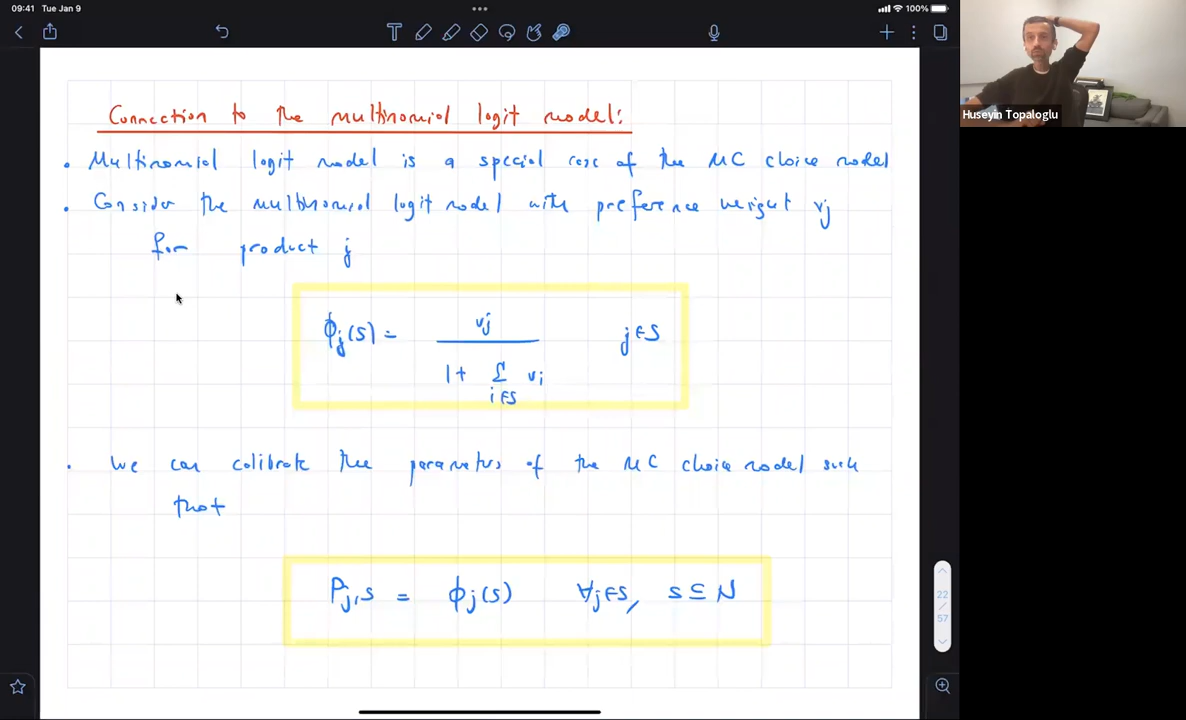 09:41 Tue Jan 9
100%
Huseyin Topaloglu
Connection to the multinomial logit model:
• Multinomial logit model is a special case of the MC choice model
• Consider the multinomial logit model with preference weight vj
for product j
ϕj(S) = vj / (1 + Σ i∈S vi) j∈S
• We can calibrate the parameters of the MC choice model such
that
Pj,S = ϕj(S) ∀j∈S, S ⊆ N
22
/
57